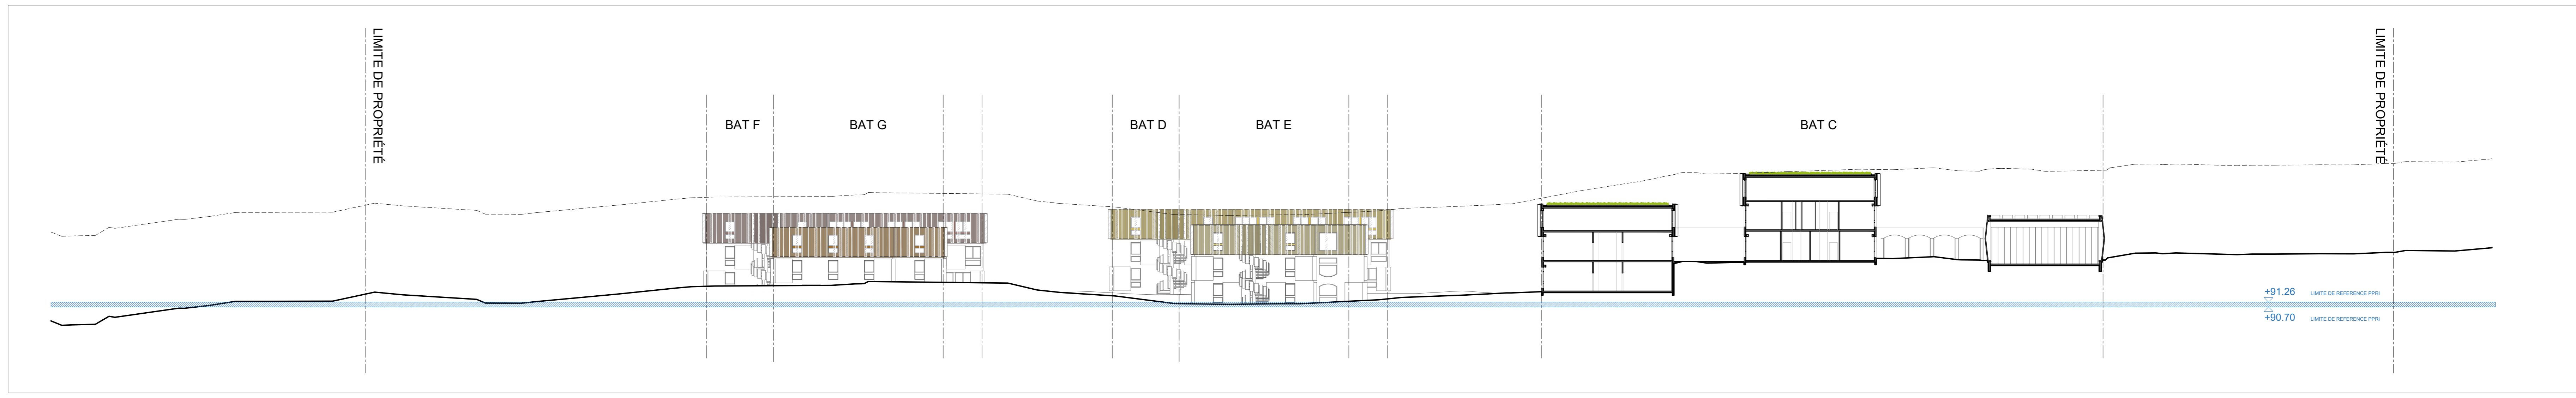 LIMITE DE PROPRIÉTÉ
BAT F
BAT G
BAT D
BAT E
BAT C
LIMITE DE PROPRIÉTÉ
+91.26 LIMITE DE REFERENCE PPRI
+90.70 LIMITE DE REFERENCE PPRI